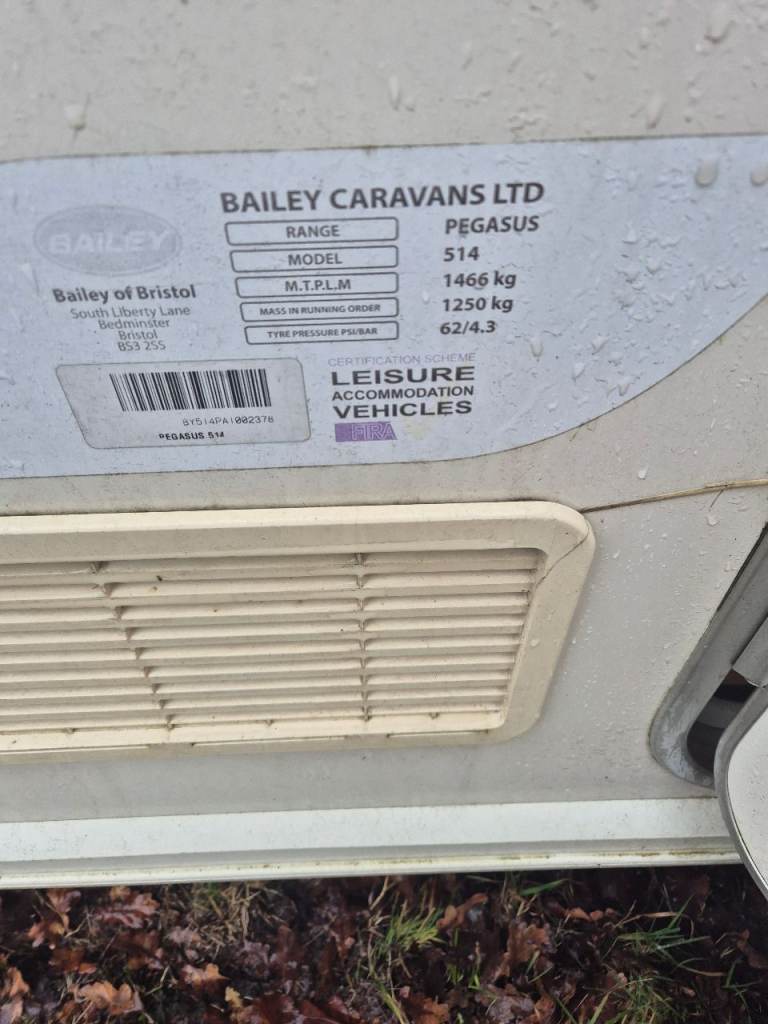 BAILEY CARAVANS LTD
BAILEY
RANGE PEGASUS
MODEL 514
M.T.P.L.M 1466 kg
MASS IN RUNNING ORDER 1250 kg
TYRE PRESSURE PSI/BAR 62/4.3
Bailey of Bristol
South Liberty Lane
Bedminster
Bristol
BS3 2SS
BY514PA1002378
PEGASUS 514
CERTIFICATION SCHEME
LEISURE
ACCOMMODATION
VEHICLES
FIRA